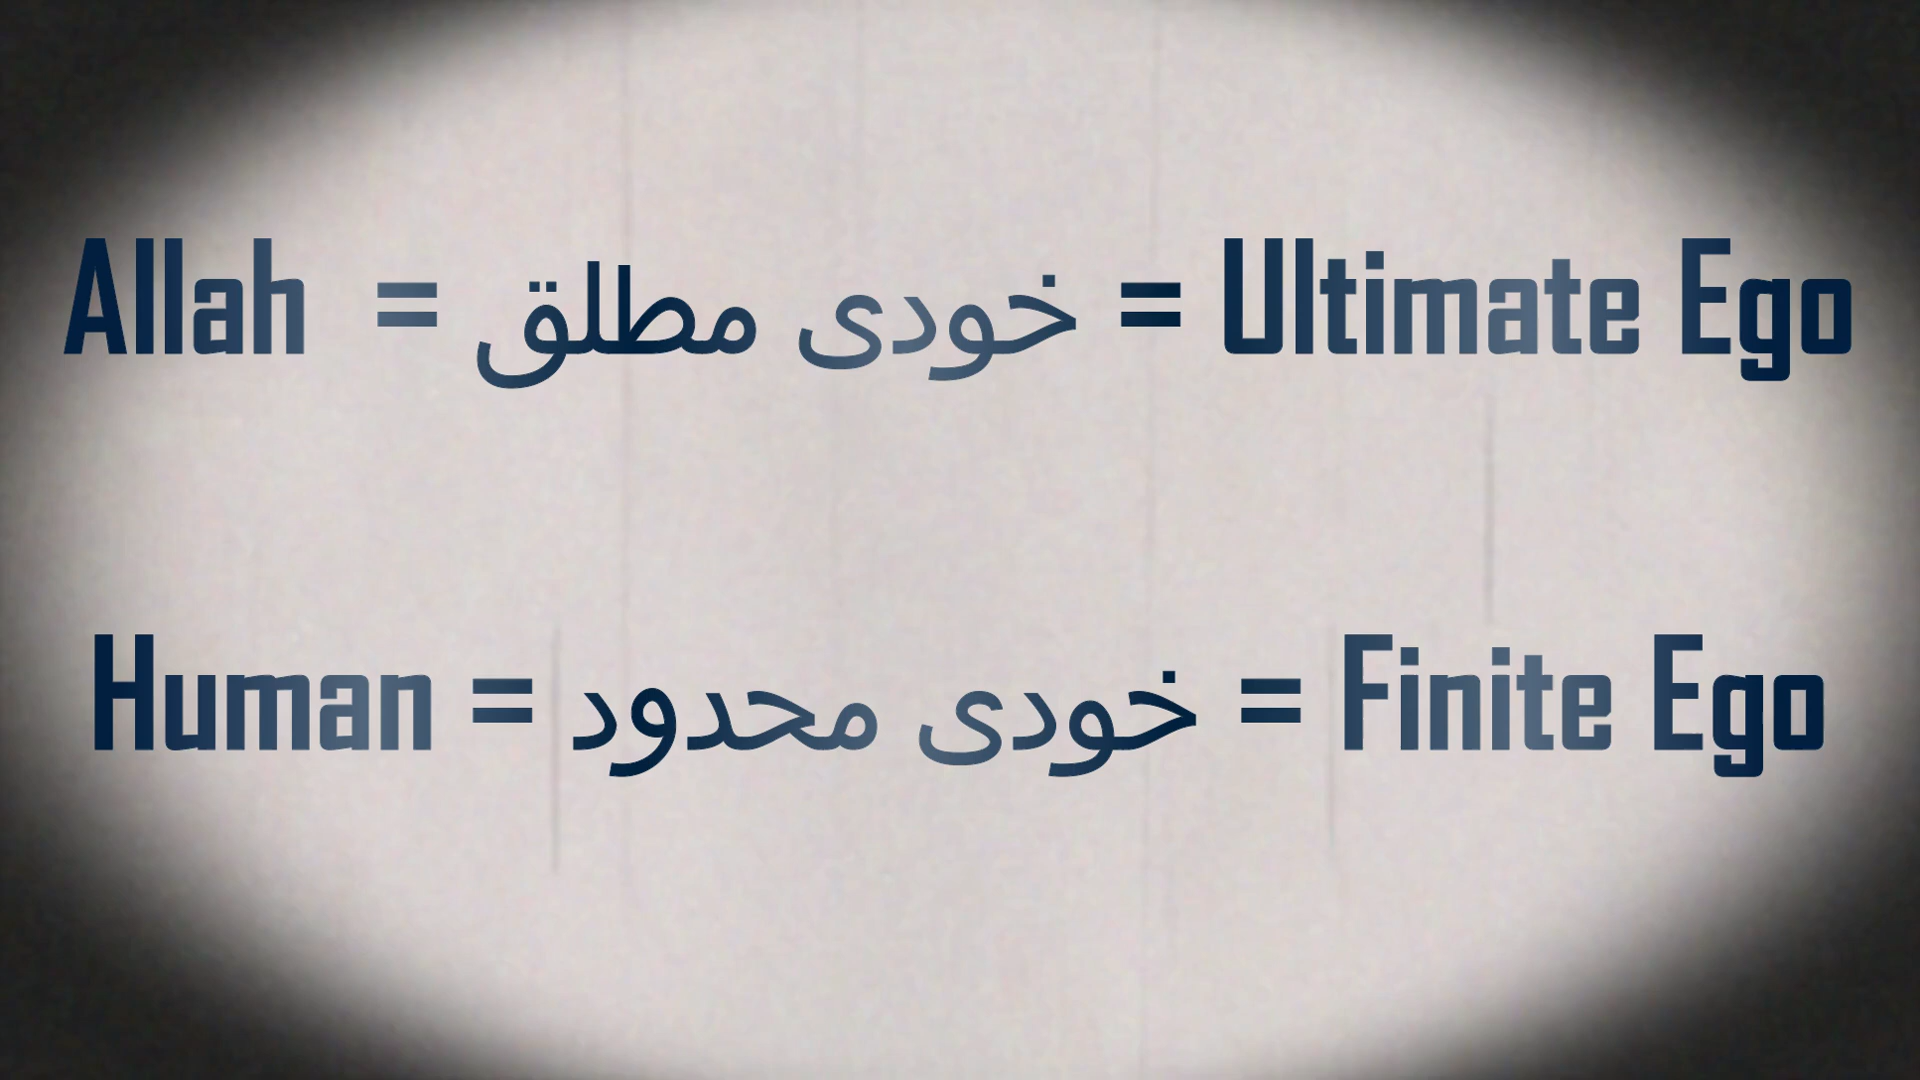 Allah = خودی مطلق = Ultimate Ego
Human = خودی محدود = Finite Ego